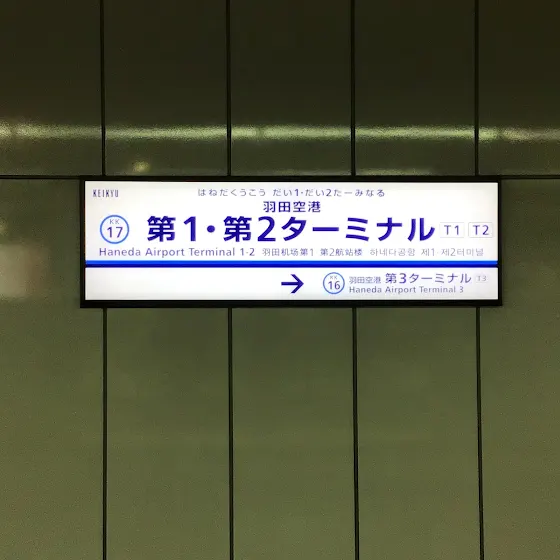 KEIKYU
はねだくうこう だい1・だい2たーみなる
羽田空港
KK
17
第1・第2ターミナル T1 T2
Haneda Airport Terminal 1·2 羽田机场第1 第2航站楼 하네다공항 제1·제2터미널
→ KK 16 羽田空港 第3ターミナル T3
Haneda Airport Terminal 3